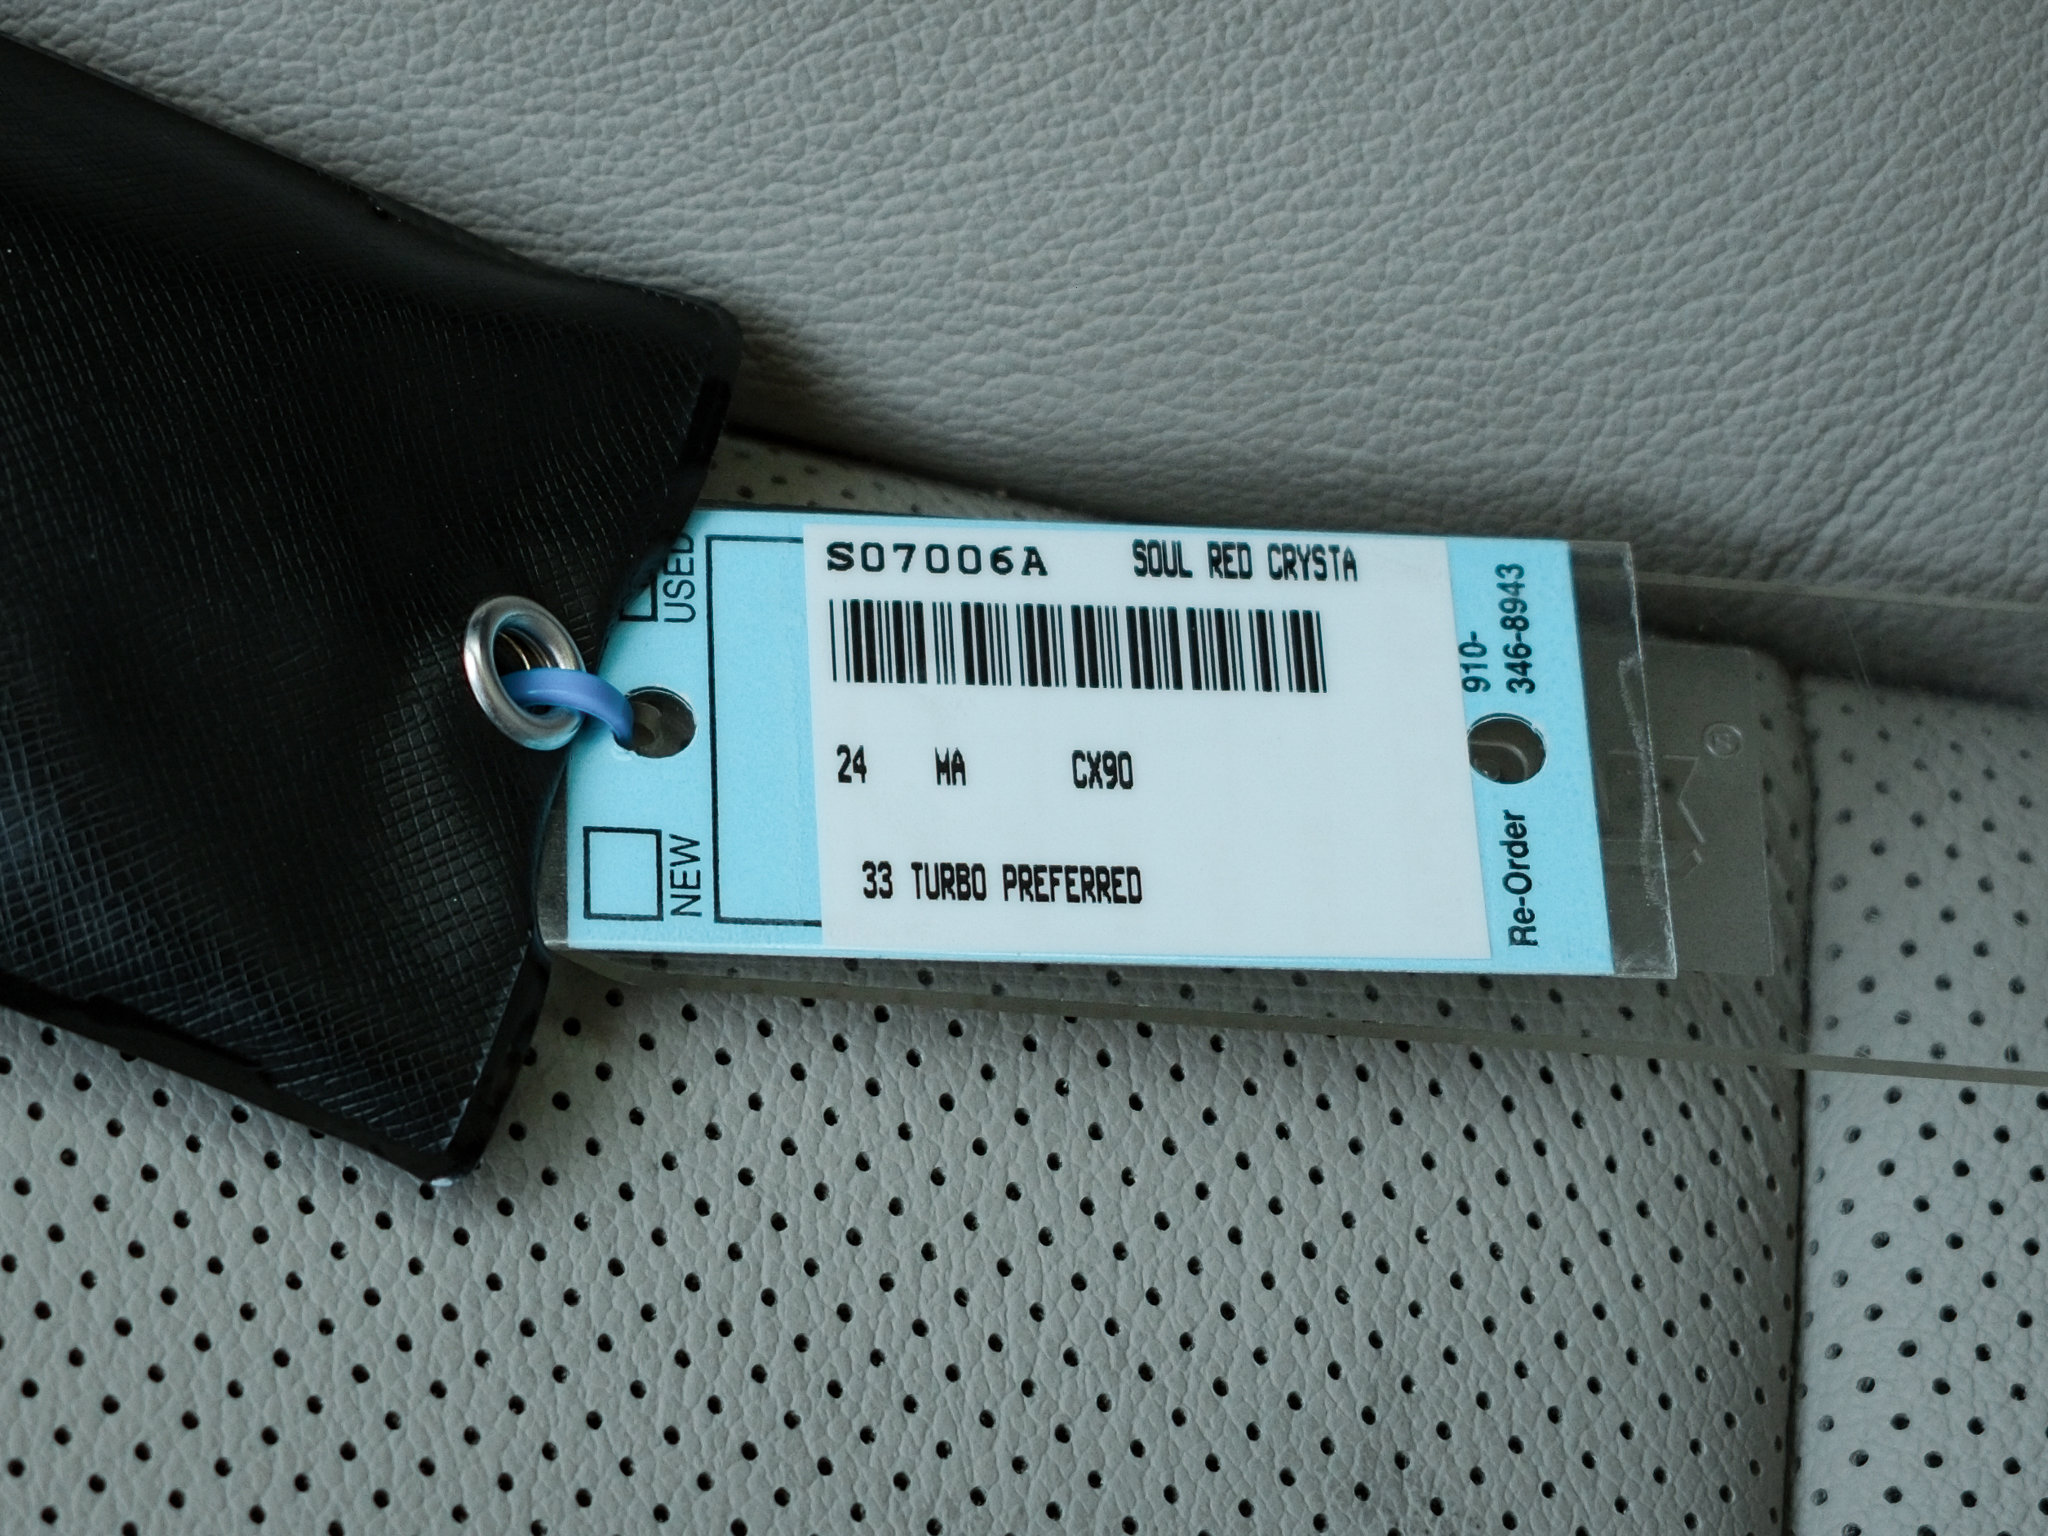 S07006A SOUL RED CRYSTA
24 MA CX90
33 TURBO PREFERRED
USED
NEW
910-
346-8943
Re-Order